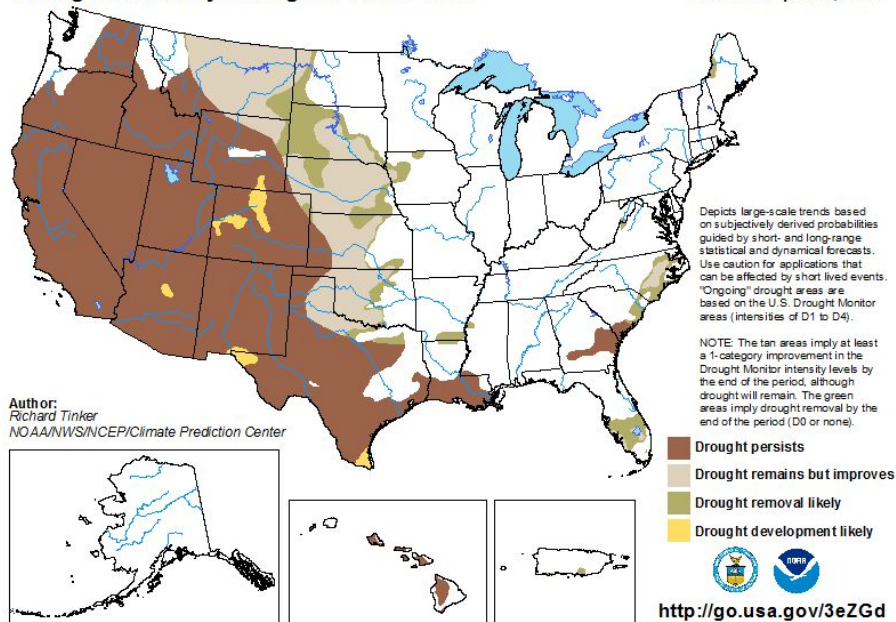 Depicts large-scale trends based
on subjectively derived probabilities
guided by short- and long-range
statistical and dynamical forecasts.
Use caution for applications that
can be affected by short lived events.
"Ongoing" drought areas are
based on the U.S. Drought Monitor
areas (intensities of D1 to D4).
NOTE: The tan areas imply at least
a 1-category improvement in the
Drought Monitor intensity levels by
the end of the period, although
drought will remain. The green
areas imply drought removal by the
end of the period (D0 or none).
Author:
Richard Tinker
NOAA/NWS/NCEP/Climate Prediction Center
Drought persists
Drought remains but improves
Drought removal likely
Drought development likely
NOAA
http://go.usa.gov/3eZGd